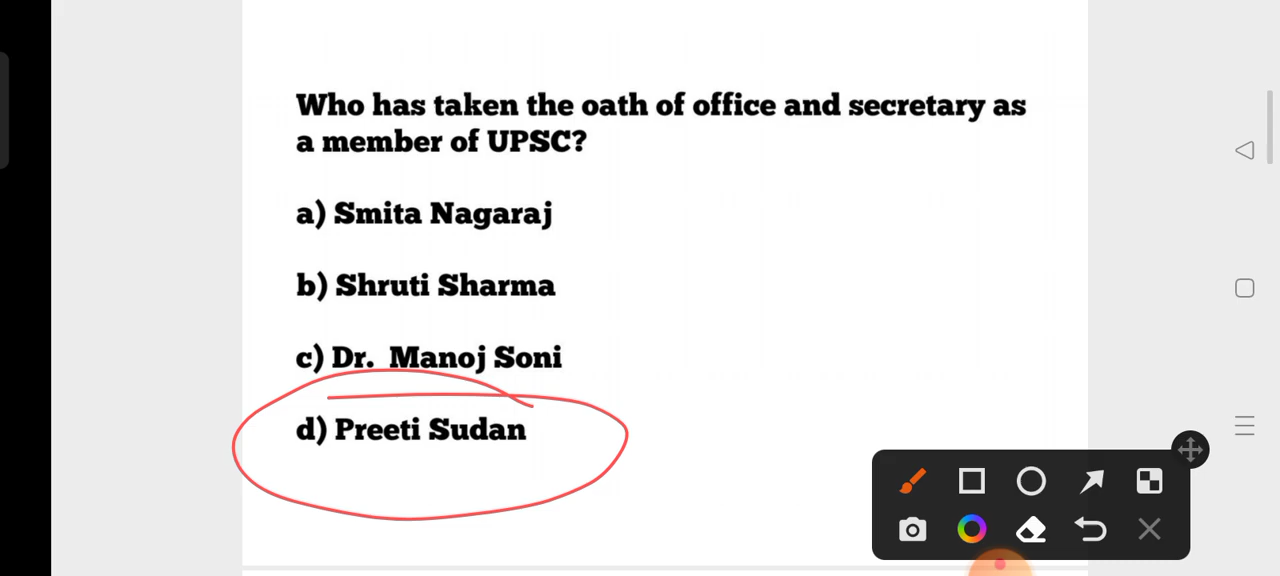 Who has taken the oath of office and secretary as
a member of UPSC?
a) Smita Nagaraj
b) Shruti Sharma
c) Dr. Manoj Soni
d) Preeti Sudan